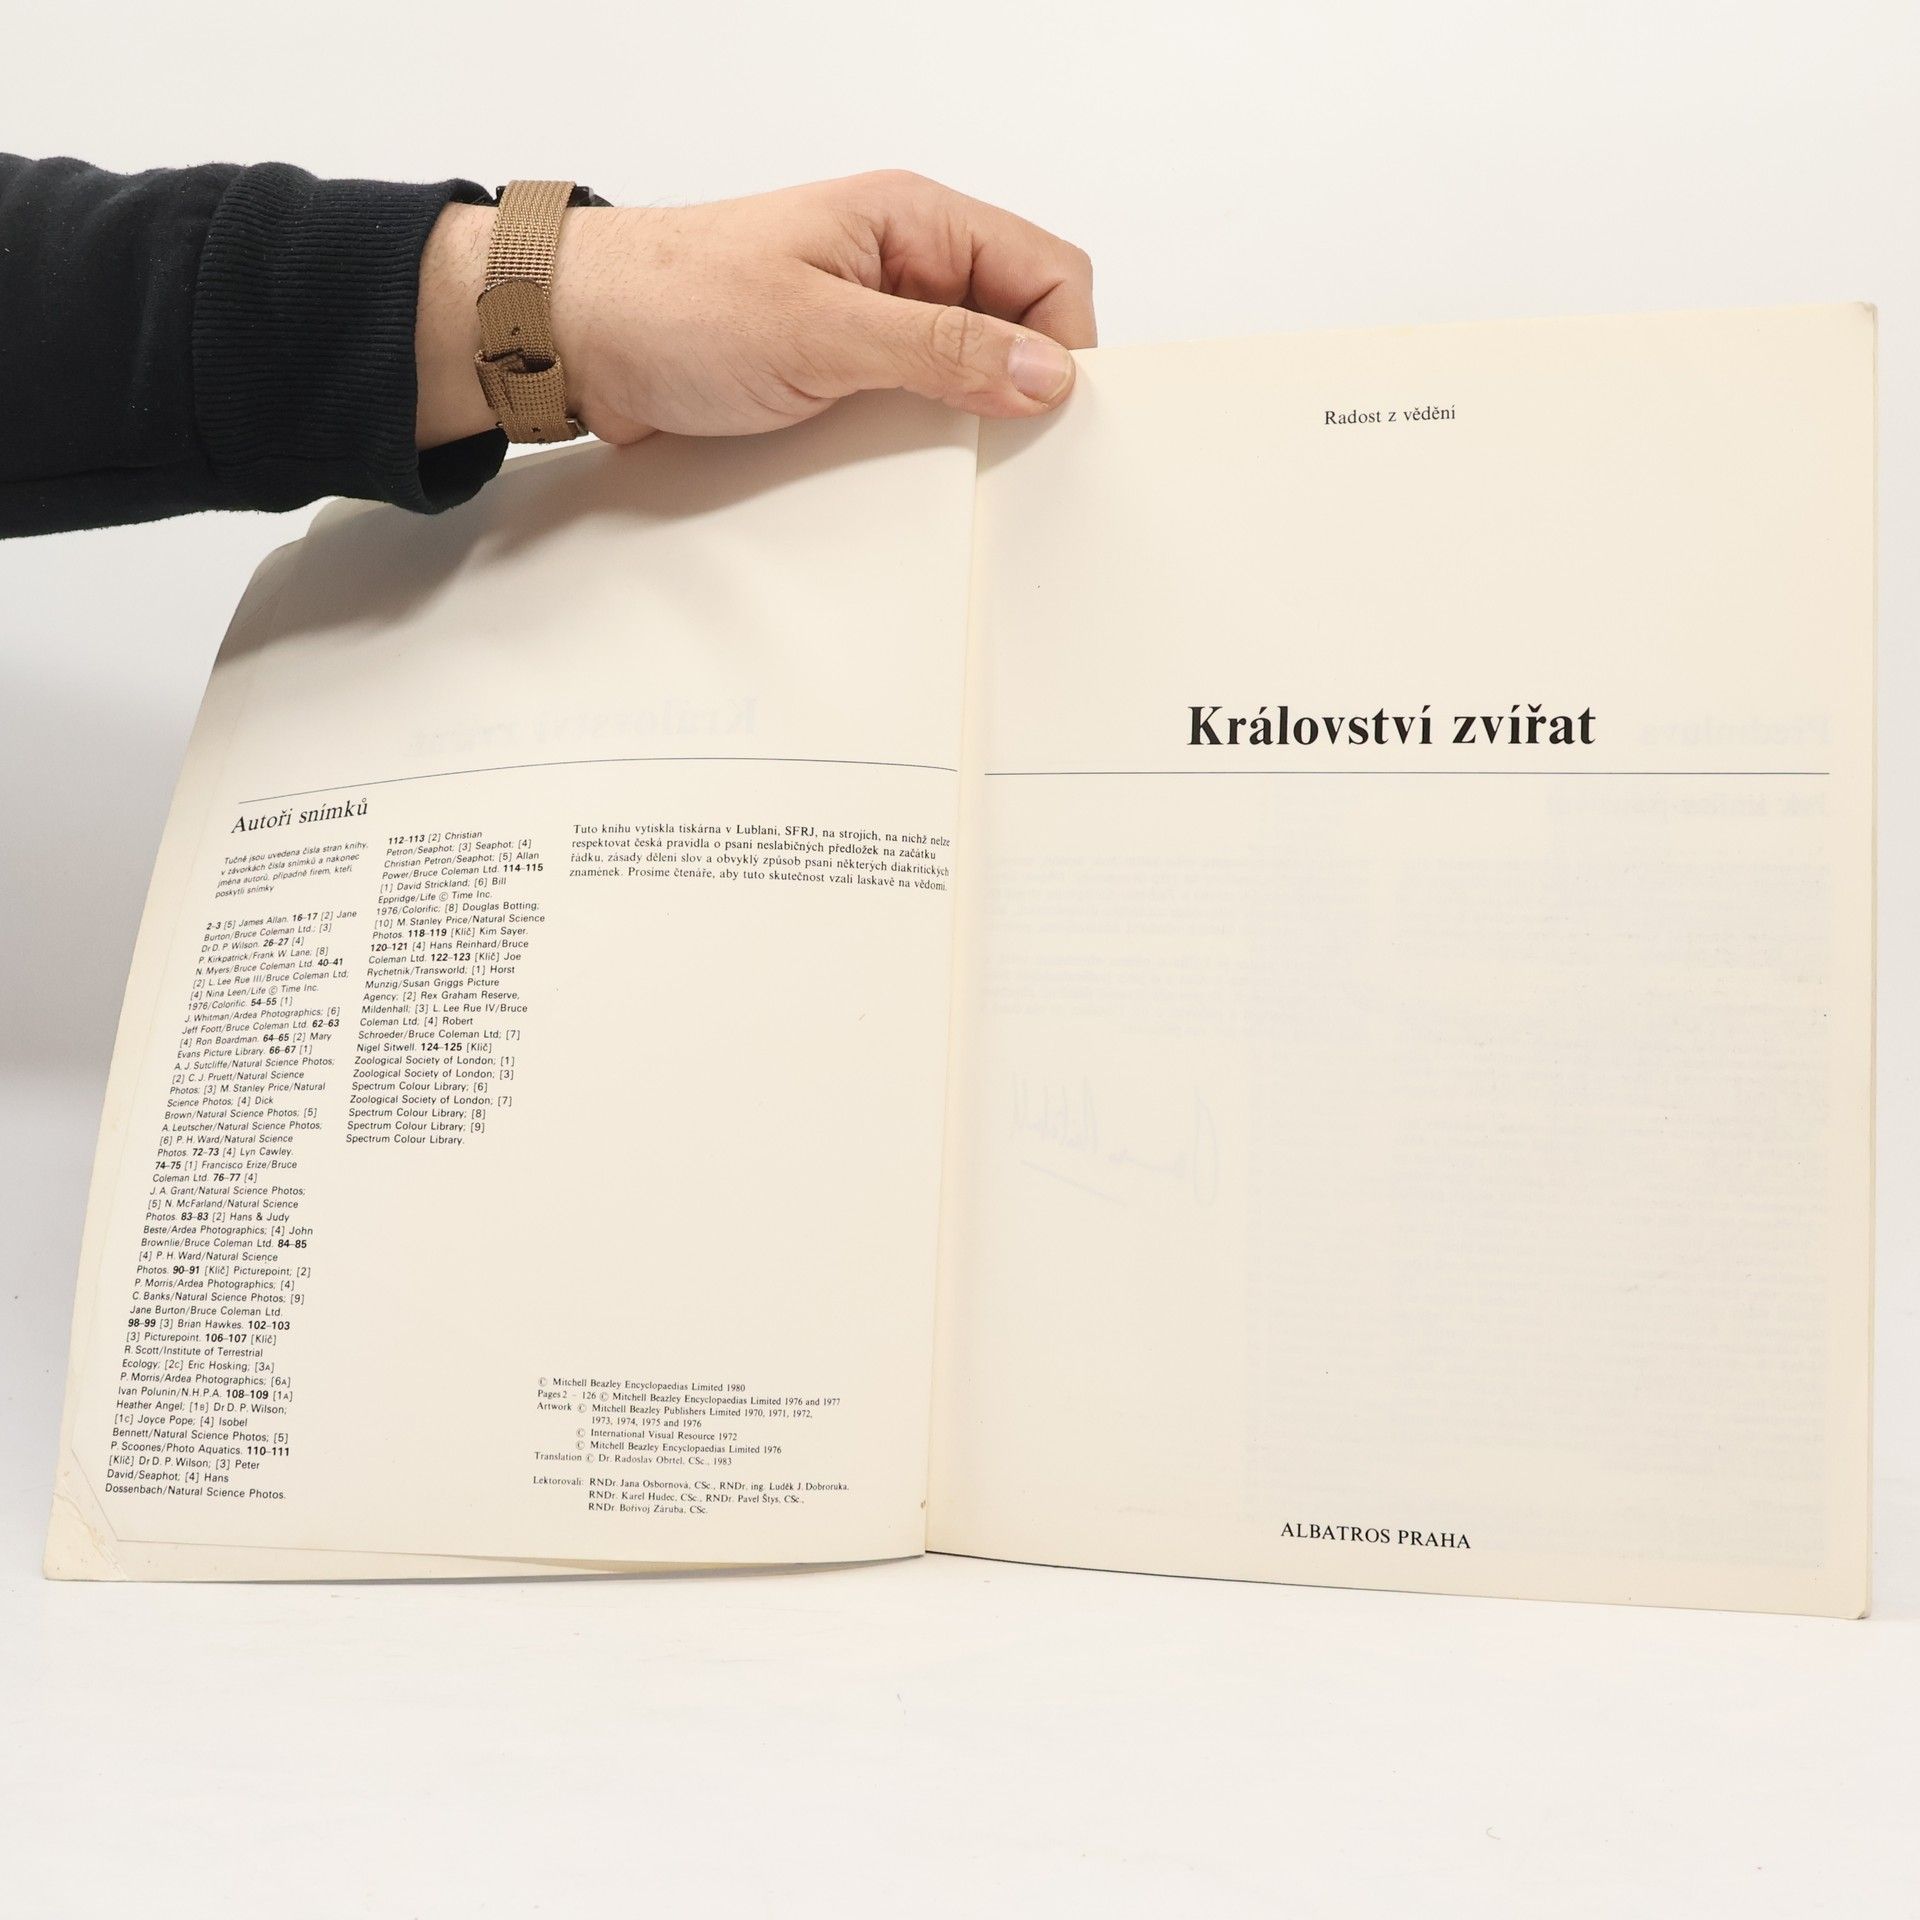 Autoři snímků
Tučně jsou uvedena čísla stran knihy,
v závorkách čísla snímků a nakonec
jména autorů, případně firem, kteří
poskytli snímky
2–3 [5] James Allan. 16–17 [2] Jane
Burton/Bruce Coleman Ltd.; [3]
Dr D. P. Wilson. 26–27 [4]
P. Kirkpatrick/Frank W. Lane; [8]
N. Myers/Bruce Coleman Ltd. 40–41
[2] L. Lee Rue III/Bruce Coleman Ltd;
[4] Nina Leen/Life © Time Inc.
1976/Colorific. 54–55 [1]
J. Whitman/Ardea Photographics; [6]
Jeff Foott/Bruce Coleman Ltd. 62–63
[4] Ron Boardman. 64–65 [2] Mary
Evans Picture Library. 66–67 [1]
A. J. Sutcliffe/Natural Science Photos;
[2] C. J. Pruett/Natural Science
Photos; [3] M. Stanley Price/Natural
Science Photos; [4] Dick
Brown/Natural Science Photos; [5]
A. Leutscher/Natural Science Photos;
[6] P. H. Ward/Natural Science
Photos. 72–73 [4] Lyn Cawley.
74–75 [1] Francisco Erize/Bruce
Coleman Ltd. 76–77 [4]
J. A. Grant/Natural Science Photos;
[5] N. McFarland/Natural Science
Photos. 83–83 [2] Hans & Judy
Beste/Ardea Photographics; [4] John
Brownlie/Bruce Coleman Ltd. 84–85
[4] P. H. Ward/Natural Science
Photos. 90–91 [Klíč] Picturepoint; [2]
P. Morris/Ardea Photographics; [4]
C. Banks/Natural Science Photos; [9]
Jane Burton/Bruce Coleman Ltd.
98–99 [3] Brian Hawkes. 102–103
[3] Picturepoint. 106–107 [Klíč]
R. Scott/Institute of Terrestrial
Ecology; [2C] Eric Hosking; [3A]
P. Morris/Ardea Photographics; [6A]
Ivan Polunin/N.H.P.A. 108–109 [1A]
Heather Angel; [1B] Dr D. P. Wilson;
[1C] Joyce Pope; [4] Isobel
Bennett/Natural Science Photos; [5]
P. Scoones/Photo Aquatics. 110–111
[Klíč] Dr D. P. Wilson; [3] Peter
David/Seaphot; [4] Hans
Dossenbach/Natural Science Photos.
112–113 [2] Christian
Petron/Seaphot; [3] Seaphot; [4]
Christian Petron/Seaphot; [5] Allan
Power/Bruce Coleman Ltd. 114–115
[1] David Strickland; [6] Bill
Eppridge/Life © Time Inc.
1976/Colorific; [8] Douglas Botting;
[10] M. Stanley Price/Natural Science
Photos. 118–119 [Klíč] Kim Sayer.
120–121 [4] Hans Reinhard/Bruce
Coleman Ltd. 122–123 [Klíč] Joe
Rychetnik/Transworld; [1] Horst
Munzig/Susan Griggs Picture
Agency; [2] Rex Graham Reserve,
Mildenhall; [3] L. Lee Rue IV/Bruce
Coleman Ltd; [4] Robert
Schroeder/Bruce Coleman Ltd; [7]
Nigel Sitwell. 124–125 [Klíč]
Zoological Society of London; [1]
Zoological Society of London; [3]
Spectrum Colour Library; [6]
Zoological Society of London; [7]
Spectrum Colour Library; [8]
Spectrum Colour Library; [9]
Spectrum Colour Library.
Tuto knihu vytiskla tiskárna v Lublani, SFRJ, na strojích, na nichž nelze
respektovat česká pravidla o psaní neslabičných předložek na začátku
řádku, zásady dělení slov a obvyklý způsob psaní některých diakritických
znamének. Prosíme čtenáře, aby tuto skutečnost vzali laskavě na vědomí.
© Mitchell Beazley Encyclopaedias Limited 1980
Pages 2 – 126 © Mitchell Beazley Encyclopaedias Limited 1976 and 1977
Artwork © Mitchell Beazley Publishers Limited 1970, 1971, 1972,
1973, 1974, 1975 and 1976
© International Visual Resource 1972
© Mitchell Beazley Encyclopaedias Limited 1976
Translation © Dr. Radoslav Obrtel, CSc., 1983
Lektorovali: RNDr. Jana Osbornová, CSc., RNDr. ing. Luděk J. Dobroruka,
RNDr. Karel Hudec, CSc., RNDr. Pavel Štys, CSc.,
RNDr. Bořivoj Záruba, CSc.
Radost z vědění
Království zvířat
ALBATROS PRAHA